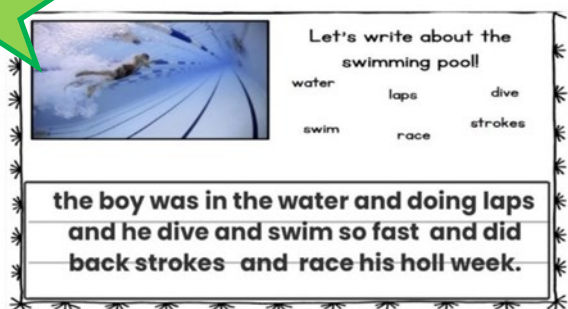 Let's write about the
swimming pool!
water
laps
dive
swim
race
strokes
the boy was in the water and doing laps
and he dive and swim so fast and did
back strokes and race his holl week.